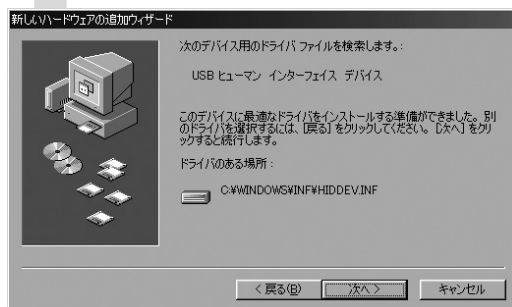 新しいハードウェアの追加ウィザード
次のデバイス用のドライバ ファイルを検索します。:
USB ヒューマン インターフェイス デバイス
このデバイスに最適なドライバをインストールする準備ができました。別
のドライバを選択するには、[戻る] をクリックしてください。[次へ] をクリ
ックすると続行します。
ドライバのある場所：
C:¥WINDOWS¥INF¥HIDDEV.INF
< 戻る(B)
次へ >
キャンセル